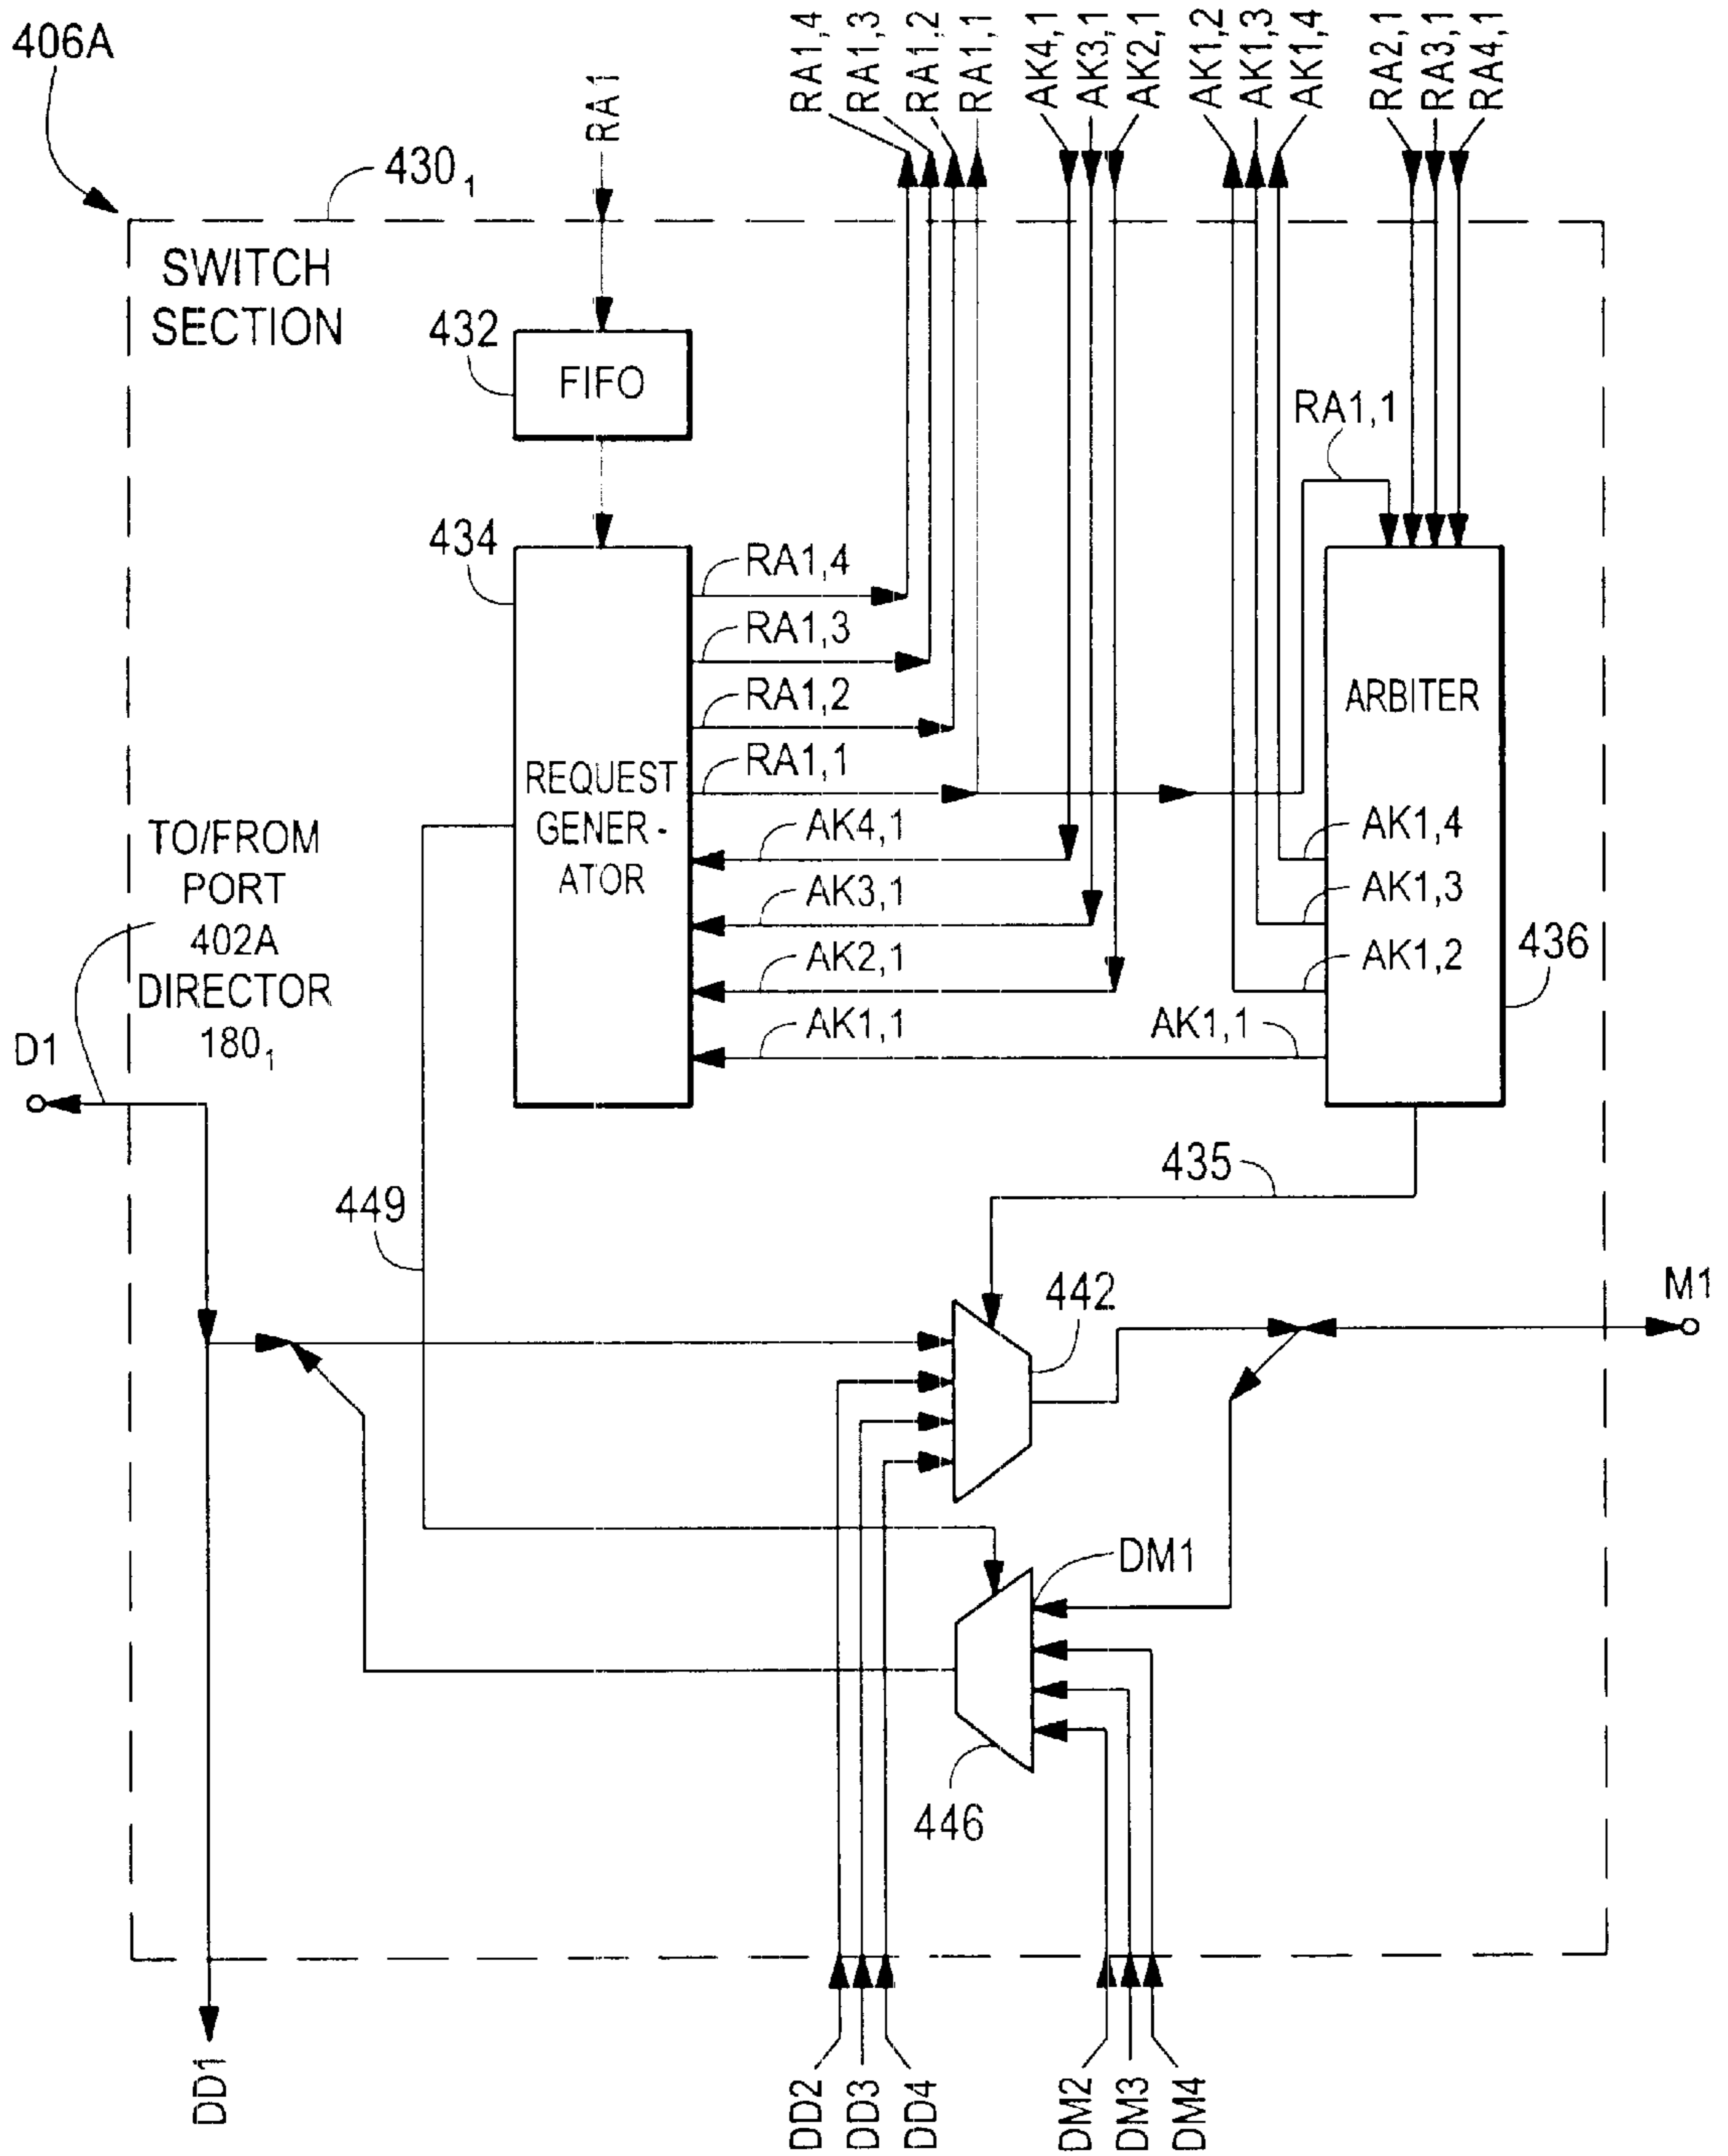 406A
RA1
RA1,4
RA1,3
RA1,2
RA1,1
AK4,1
AK3,1
AK2,1
AK1,2
AK1,3
AK1,4
RA2,1
RA3,1
RA4,1
430₁
SWITCH
SECTION
432
FIFO
RA1,1
434
RA1,4
RA1,3
RA1,2
RA1,1
REQUEST
GENER-
ATOR
AK4,1
AK3,1
AK2,1
AK1,1
AK1,1
ARBITER
AK1,4
AK1,3
AK1,2
436
TO/FROM
PORT
402A
DIRECTOR
180₁
D1
435
449
442
M1
DM1
446
DD1
DD2
DD3
DD4
DM2
DM3
DM4